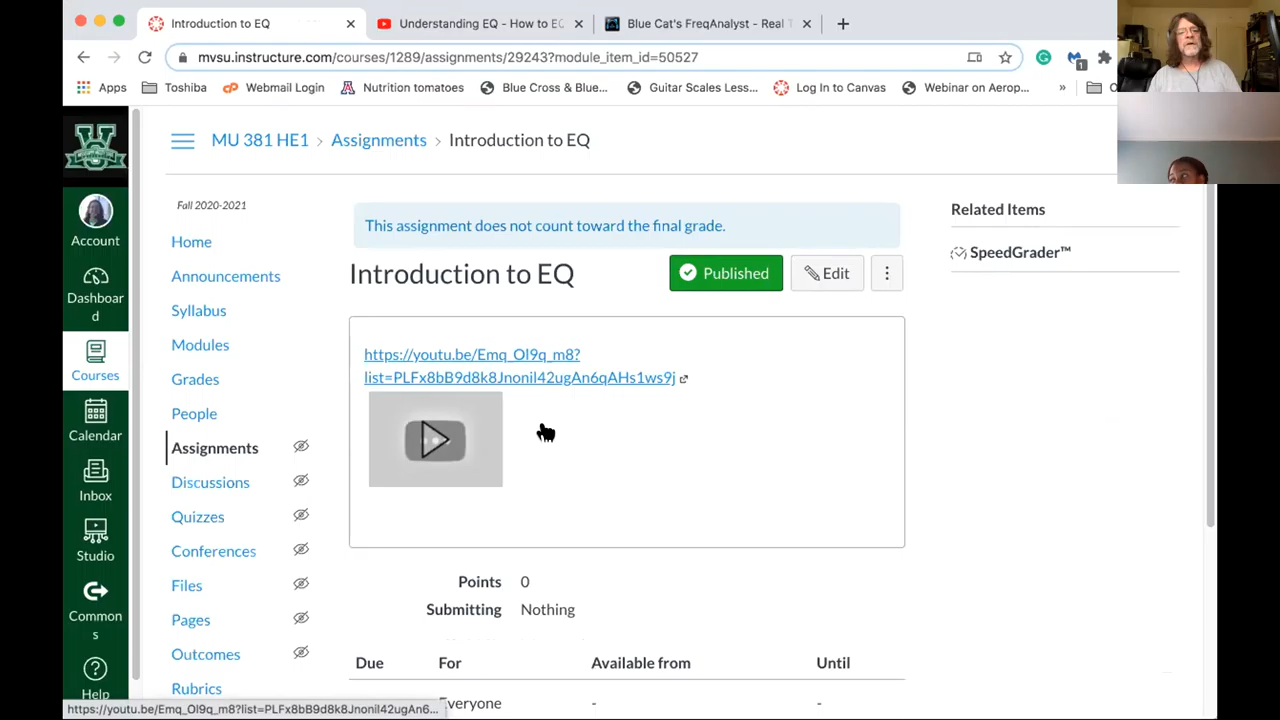 Introduction to EQ
Understanding EQ - How to EQ
Blue Cat's FreqAnalyst - Real T
mvsu.instructure.com/courses/1289/assignments/29243?module_item_id=50527
1
Apps
Toshiba
Webmail Login
Nutrition tomatoes
Blue Cross & Blue...
Guitar Scales Less...
Log In to Canvas
Webinar on Aerop...
»
MU 381 HE1 > Assignments > Introduction to EQ
Account
Dashboar
d
Courses
Calendar
Inbox
Studio
Common
s
Help
Fall 2020-2021
Home
Announcements
Syllabus
Modules
Grades
People
Assignments
Discussions
Quizzes
Conferences
Files
Pages
Outcomes
Rubrics
This assignment does not count toward the final grade.
Introduction to EQ
Published
Edit
https://youtu.be/Emq_Ol9q_m8?
list=PLFx8bB9d8k8Jnonil42ugAn6qAHs1ws9j
Points 0
Submitting Nothing
Due For Available from Until
Everyone - -
Related Items
SpeedGrader™
https://youtu.be/Emq_Ol9q_m8?list=PLFx8bB9d8k8Jnonil42ugAn6...